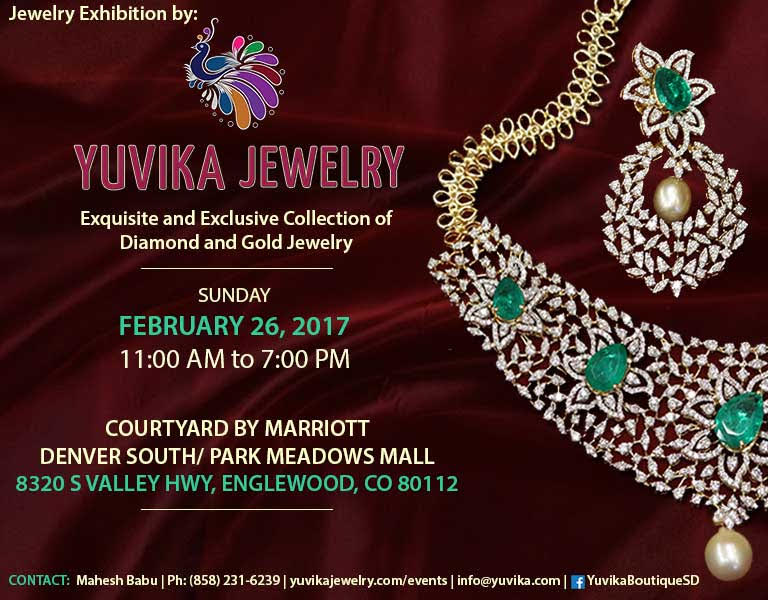 Jewelry Exhibition by:
YUVIKA JEWELRY
Exquisite and Exclusive Collection of
Diamond and Gold Jewelry
SUNDAY
FEBRUARY 26, 2017
11:00 AM to 7:00 PM
COURTYARD BY MARRIOTT
DENVER SOUTH/ PARK MEADOWS MALL
8320 S VALLEY HWY, ENGLEWOOD, CO 80112
CONTACT: Mahesh Babu | Ph: (858) 231-6239 | yuvikajewelry.com/events | info@yuvika.com | f YuvikaBoutiqueSD